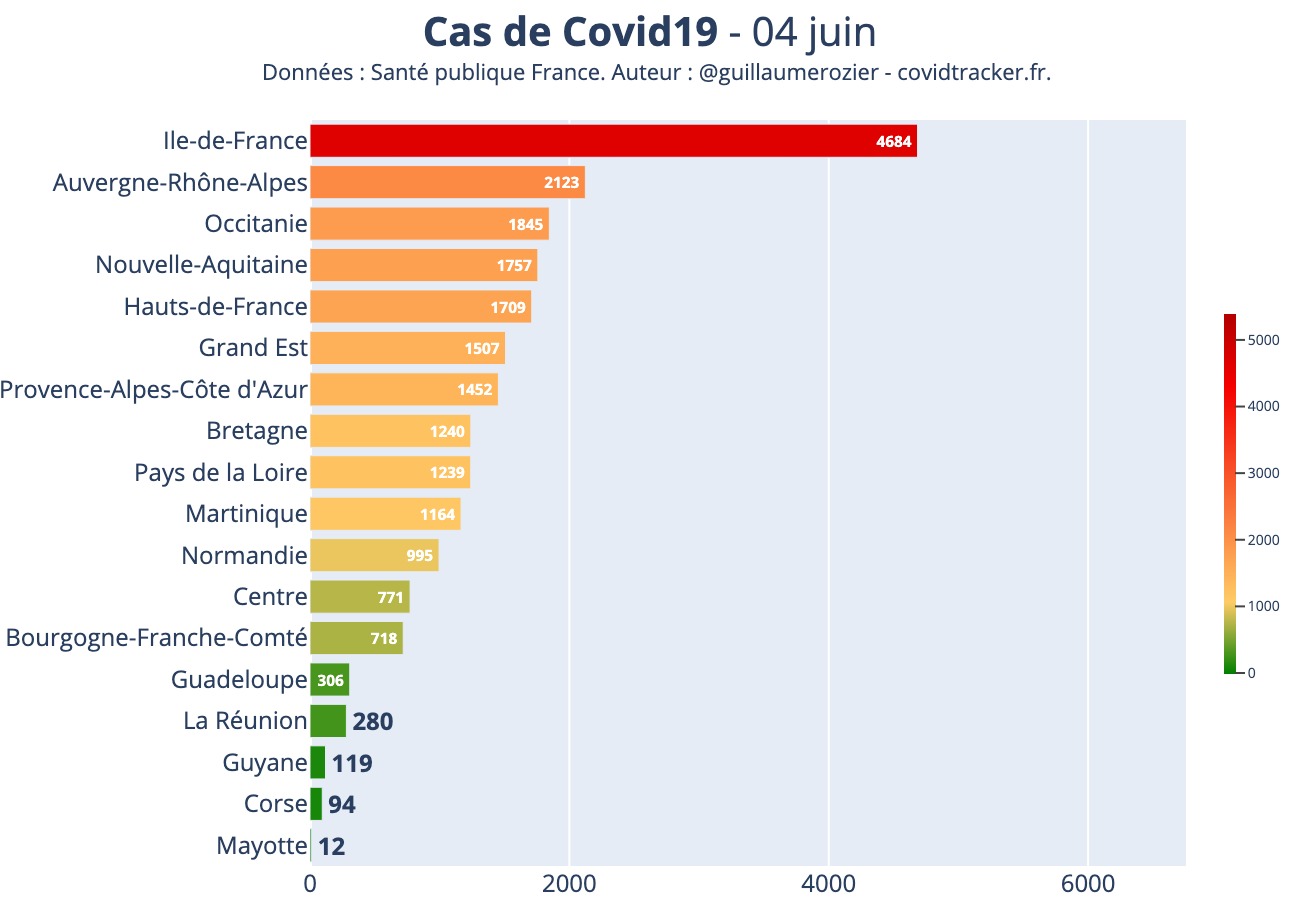 Cas de Covid19 - 04 juin
Données : Santé publique France. Auteur : @guillaumerozier - covidtracker.fr.
Ile-de-France 4684
Auvergne-Rhône-Alpes 2123
Occitanie 1845
Nouvelle-Aquitaine 1757
Hauts-de-France 1709
Grand Est 1507
Provence-Alpes-Côte d'Azur 1452
Bretagne 1240
Pays de la Loire 1239
Martinique 1164
Normandie 995
Centre 771
Bourgogne-Franche-Comté 718
Guadeloupe 306
La Réunion 280
Guyane 119
Corse 94
Mayotte 12
0 2000 4000 6000
5000
4000
3000
2000
1000
0